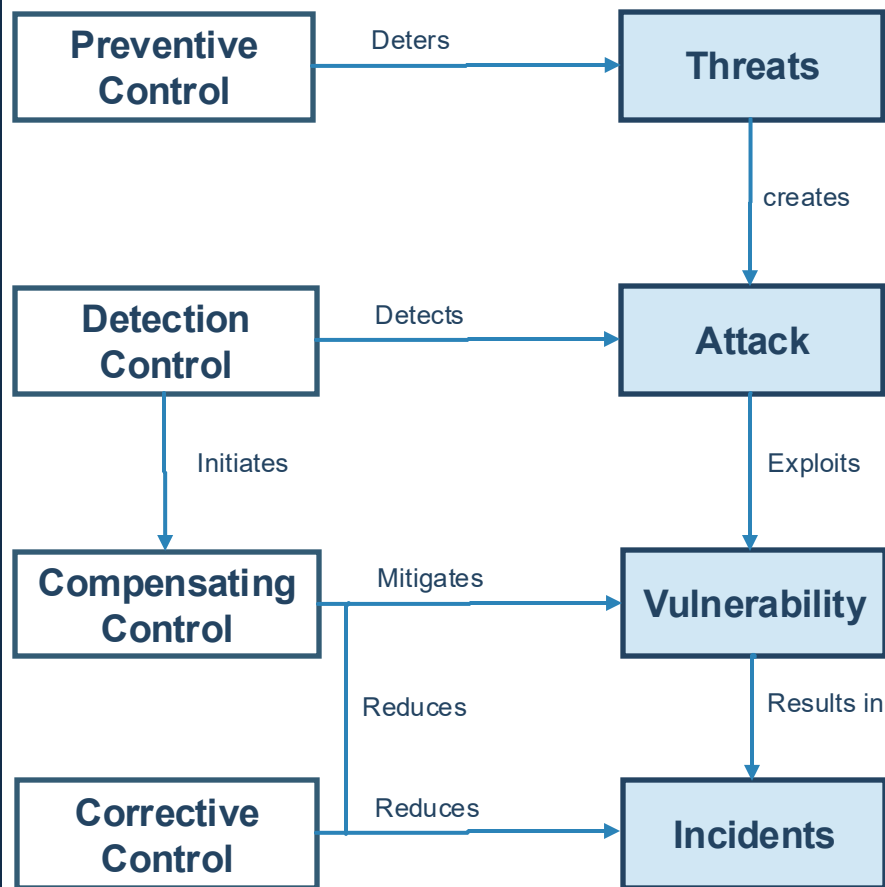 Preventive
Control
Deters
Threats
creates
Detection
Control
Detects
Attack
Initiates
Exploits
Compensating
Control
Mitigates
Vulnerability
Reduces
Results in
Corrective
Control
Reduces
Incidents